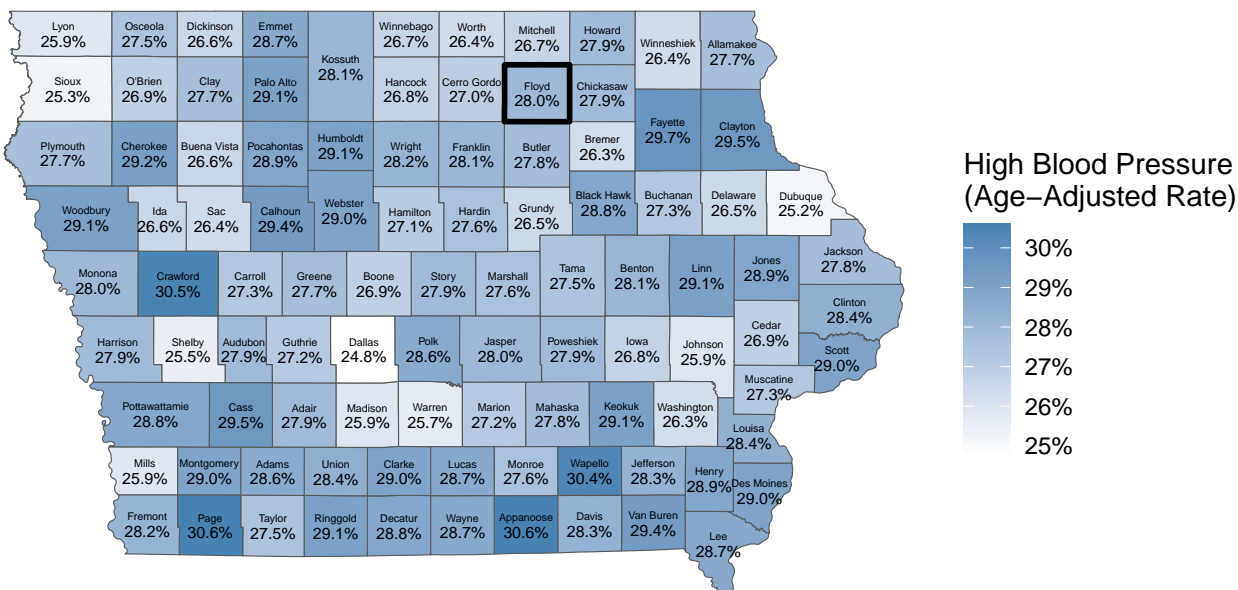 Lyon
25.9%
Osceola
27.5%
Dickinson
26.6%
Emmet
28.7%
Kossuth
28.1%
Winnebago
26.7%
Worth
26.4%
Mitchell
26.7%
Howard
27.9%
Winneshiek
26.4%
Allamakee
27.7%
Sioux
25.3%
O'Brien
26.9%
Clay
27.7%
Palo Alto
29.1%
Hancock
26.8%
Cerro Gordo
27.0%
Floyd
28.0%
Chickasaw
27.9%
Fayette
29.7%
Clayton
29.5%
Plymouth
27.7%
Cherokee
29.2%
Buena Vista
26.6%
Pocahontas
28.9%
Humboldt
29.1%
Wright
28.2%
Franklin
28.1%
Butler
27.8%
Bremer
26.3%
Woodbury
29.1%
Ida
26.6%
Sac
26.4%
Calhoun
29.4%
Webster
29.0%
Hamilton
27.1%
Hardin
27.6%
Grundy
26.5%
Black Hawk
28.8%
Buchanan
27.3%
Delaware
26.5%
Dubuque
25.2%
Monona
28.0%
Crawford
30.5%
Carroll
27.3%
Greene
27.7%
Boone
26.9%
Story
27.9%
Marshall
27.6%
Tama
27.5%
Benton
28.1%
Linn
29.1%
Jones
28.9%
Jackson
27.8%
Clinton
28.4%
Harrison
27.9%
Shelby
25.5%
Audubon
27.9%
Guthrie
27.2%
Dallas
24.8%
Polk
28.6%
Jasper
28.0%
Poweshiek
27.9%
Iowa
26.8%
Johnson
25.9%
Cedar
26.9%
Scott
29.0%
Muscatine
27.3%
Pottawattamie
28.8%
Cass
29.5%
Adair
27.9%
Madison
25.9%
Warren
25.7%
Marion
27.2%
Mahaska
27.8%
Keokuk
29.1%
Washington
26.3%
Louisa
28.4%
Mills
25.9%
Montgomery
29.0%
Adams
28.6%
Union
28.4%
Clarke
29.0%
Lucas
28.7%
Monroe
27.6%
Wapello
30.4%
Jefferson
28.3%
Henry
28.9%
Des Moines
29.0%
Fremont
28.2%
Page
30.6%
Taylor
27.5%
Ringgold
29.1%
Decatur
28.8%
Wayne
28.7%
Appanoose
30.6%
Davis
28.3%
Van Buren
29.4%
Lee
28.7%
High Blood Pressure
(Age−Adjusted Rate)
30%
29%
28%
27%
26%
25%